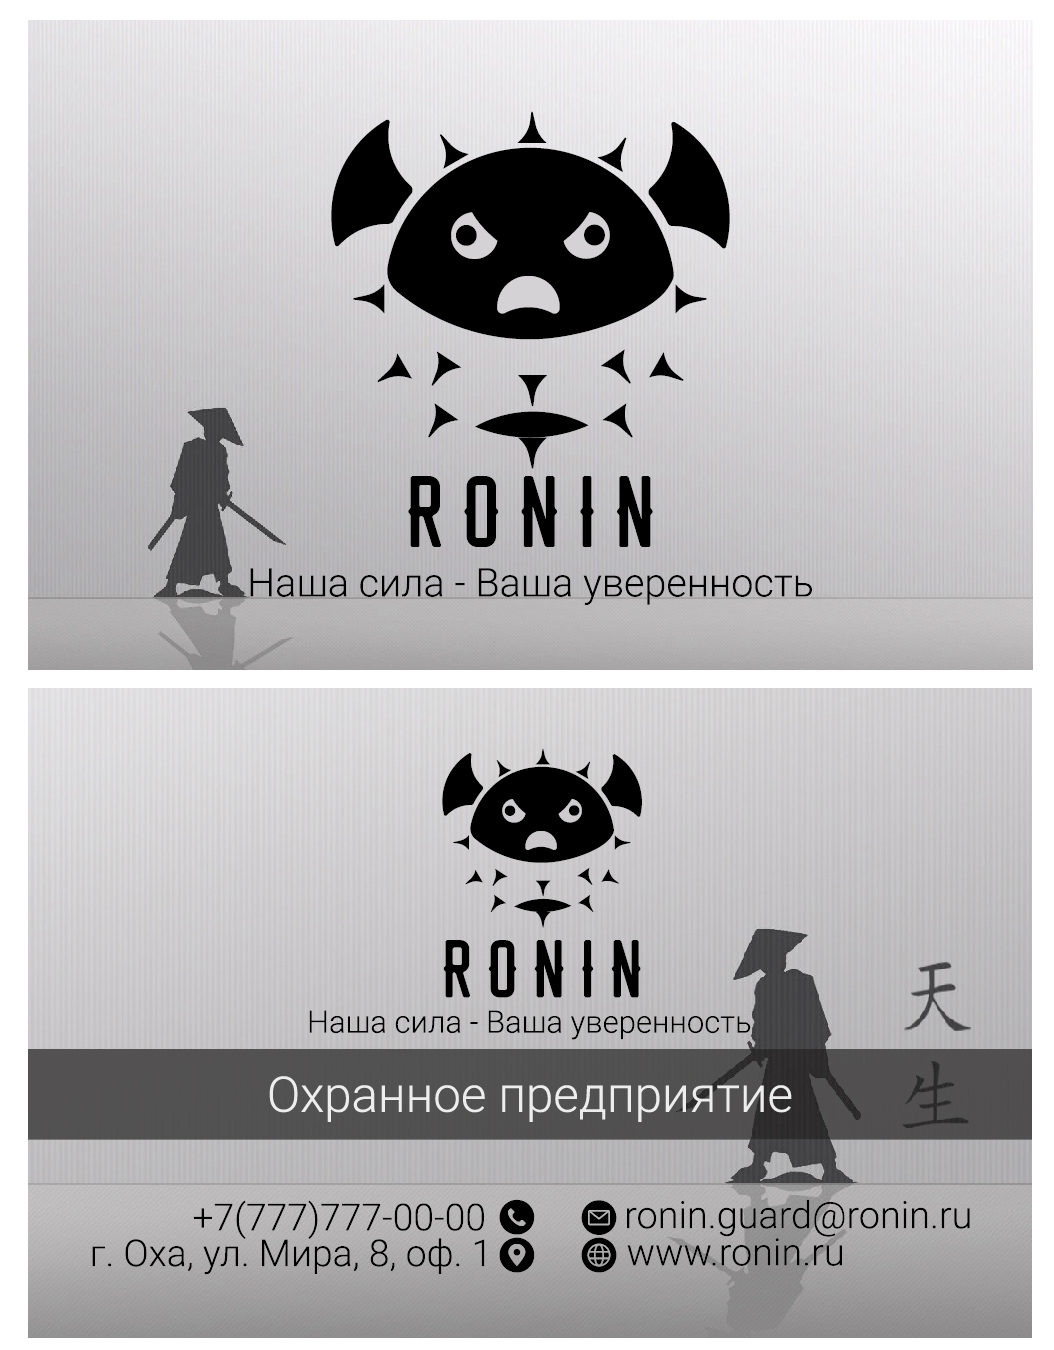 RONIN
Наша сила - Ваша уверенность
RONIN
Наша сила - Ваша уверенность
天
生
Охранное предприятие
+7(777)777-00-00
ronin.guard@ronin.ru
г. Оха, ул. Мира, 8, оф. 1
www.ronin.ru